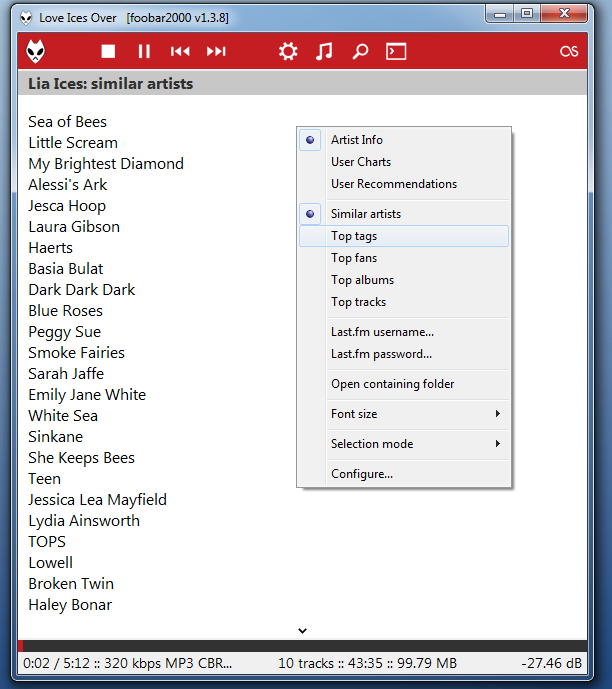 Love Ices Over [foobar2000 v1.3.8]
Lia Ices: similar artists
Sea of Bees
Little Scream
My Brightest Diamond
Alessi's Ark
Jesca Hoop
Laura Gibson
Haerts
Basia Bulat
Dark Dark Dark
Blue Roses
Peggy Sue
Smoke Fairies
Sarah Jaffe
Emily Jane White
White Sea
Sinkane
She Keeps Bees
Teen
Jessica Lea Mayfield
Lydia Ainsworth
TOPS
Lowell
Broken Twin
Haley Bonar
Artist Info
User Charts
User Recommendations
Similar artists
Top tags
Top fans
Top albums
Top tracks
Last.fm username...
Last.fm password...
Open containing folder
Font size
Selection mode
Configure...
0:02 / 5:12 :: 320 kbps MP3 CBR... 10 tracks :: 43:35 :: 99.79 MB -27.46 dB